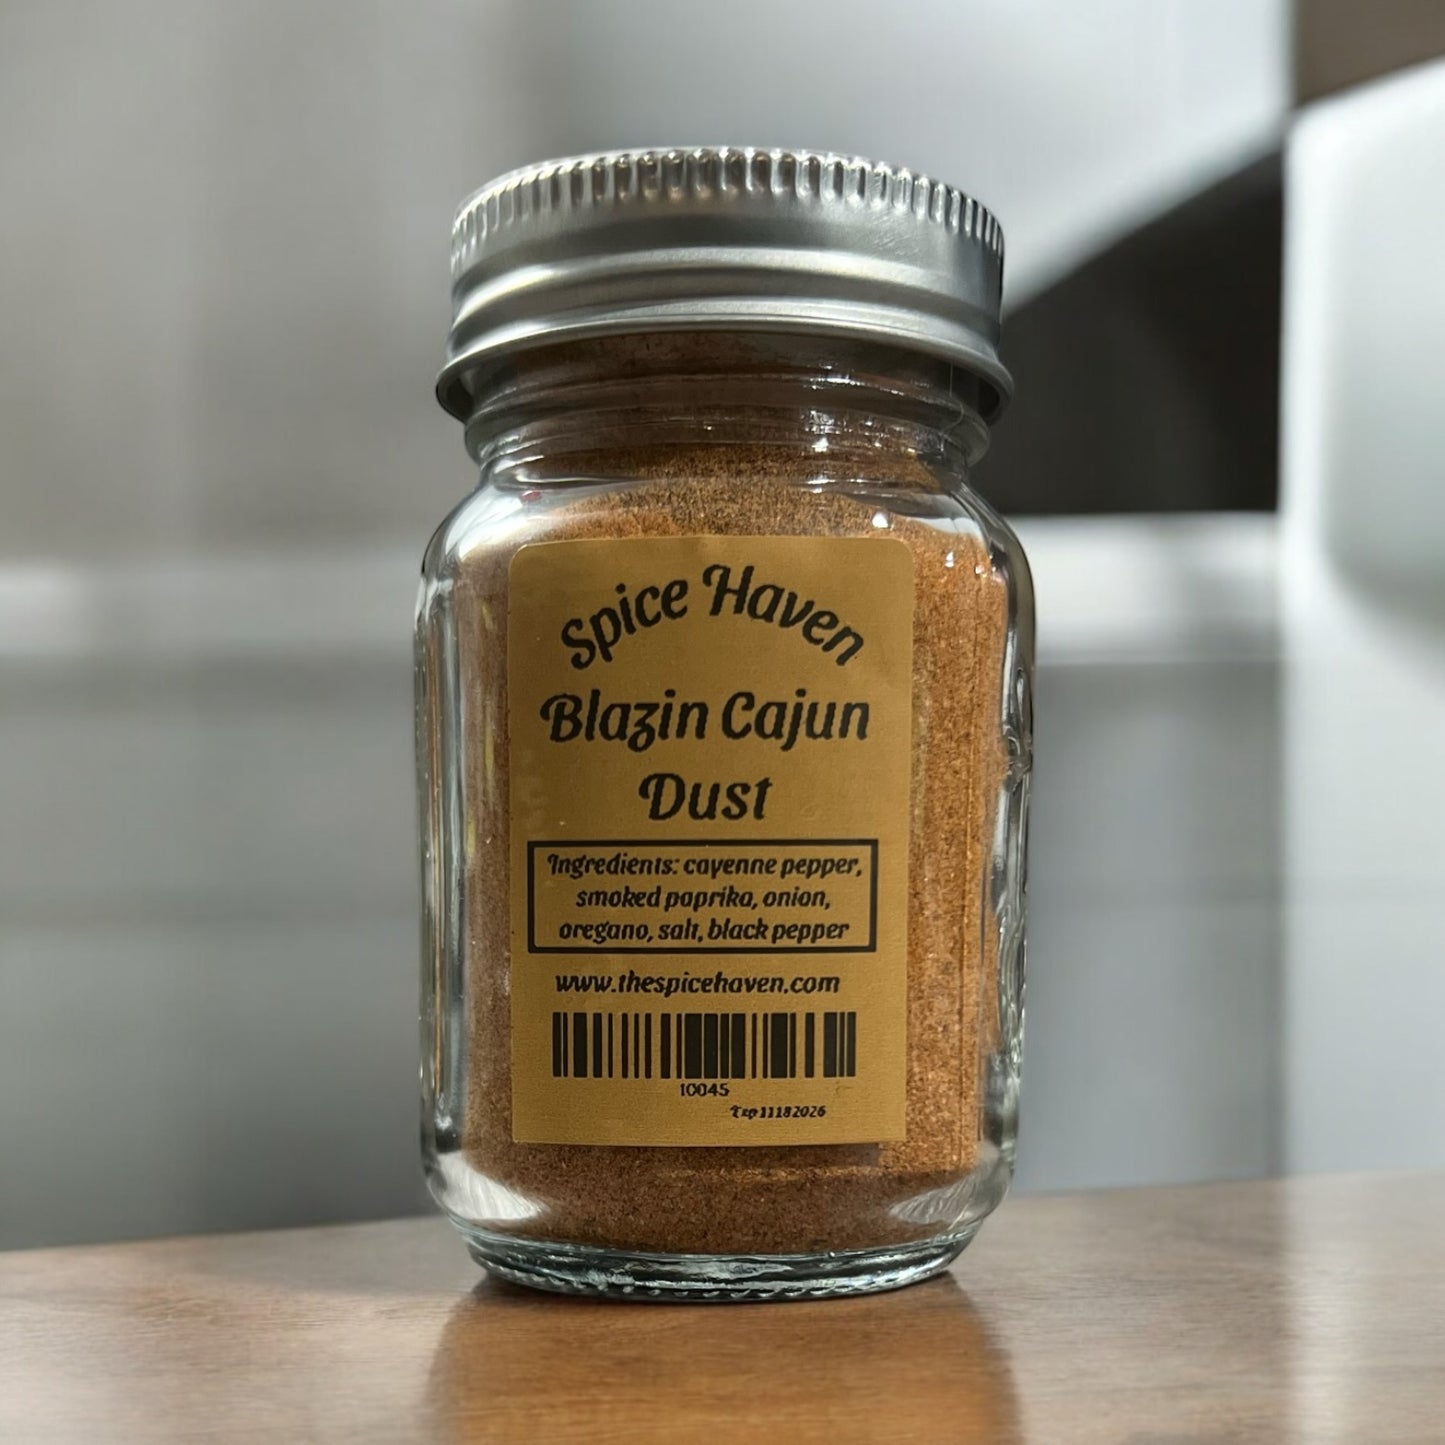 Spice Haven
Blazin Cajun
Dust
Ingredients: cayenne pepper,
smoked paprika, onion,
oregano, salt, black pepper
www.thespicehaven.com
10045
Exp 11182026